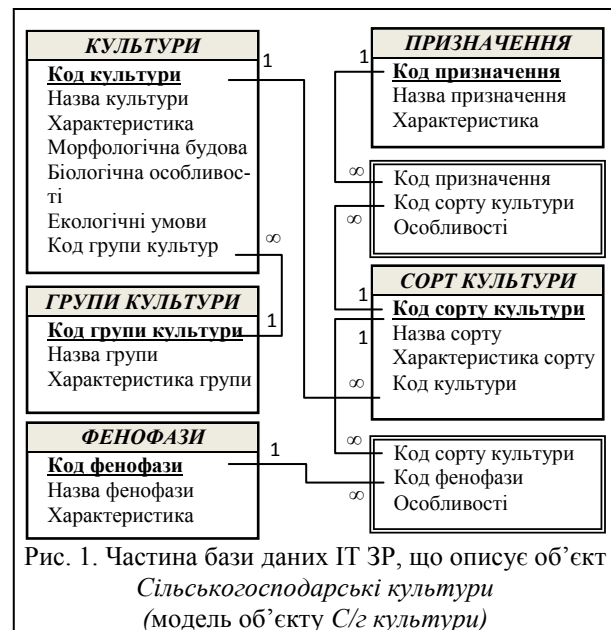 КУЛЬТУРИ
Код культури
Назва культури
Характеристика
Морфологічна будова
Біологічна особливос-
ті
Екологічні умови
Код групи культур
ГРУПИ КУЛЬТУРИ
Код групи культури
Назва групи
Характеристика групи
ФЕНОФАЗИ
Код фенофази
Назва фенофази
Характеристика
1
∞
1
1
∞
ПРИЗНАЧЕННЯ
Код призначення
Назва призначення
Характеристика
1
∞
∞
Код призначення
Код сорту культури
Особливості
СОРТ КУЛЬТУРИ
Код сорту культури
Назва сорту
Характеристика сорту
Код культури
1
1
∞
∞
Код сорту культури
Код фенофази
Особливості
Рис. 1. Частина бази даних ІТ ЗР, що описує об’єкт
Сільськогосподарські культури
(модель об’єкту С/г культури)